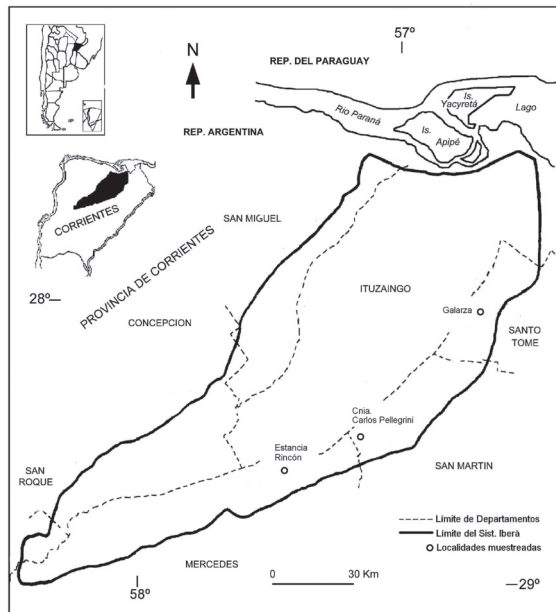 57º
N
REP. DEL PARAGUAY
Is.
Yacyretá
Lago
Rio Paraná
Is.
Apipé
REP. ARGENTINA
CORRIENTES
SAN MIGUEL
PROVINCIA DE CORRIENTES
28º
ITUZAINGO
CONCEPCION
Galarza
SANTO
TOME
Cnia.
Carlos Pellegrini
Estancia
Rincón
SAN
ROQUE
SAN MARTIN
Límite de Departamentos
Límite del Sist. Iberà
Localidades muestreadas
MERCEDES
58º
0 30 Km
29º